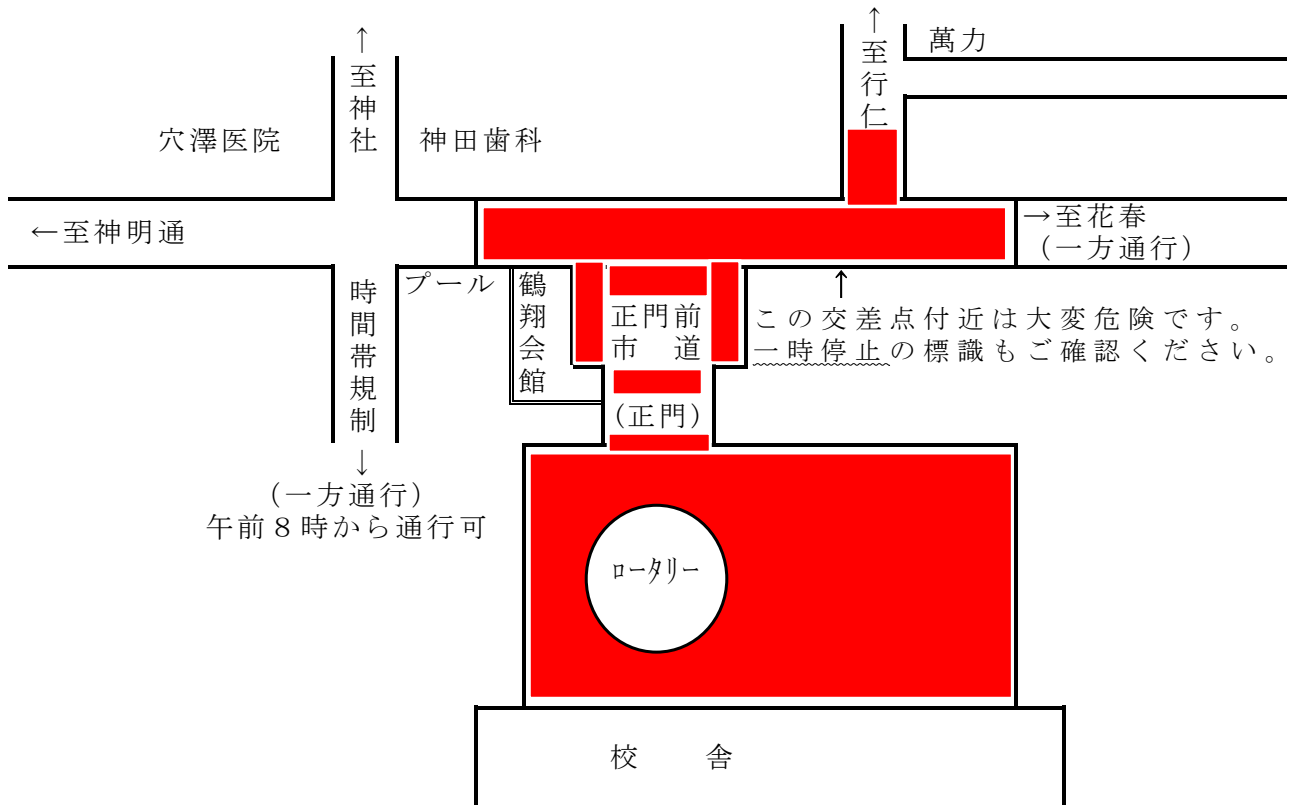 ↑至神社
↑至行仁
萬力
穴澤医院
神田歯科
←至神明通
→至花春
(一方通行)
時間帯規制↓
プール
鶴翔会館
正門前
市道
↑
この交差点付近は大変危険です。
一時停止の標識もご確認ください。
(正門)
(一方通行)
午前8時から通行可
ロータリー
校舎